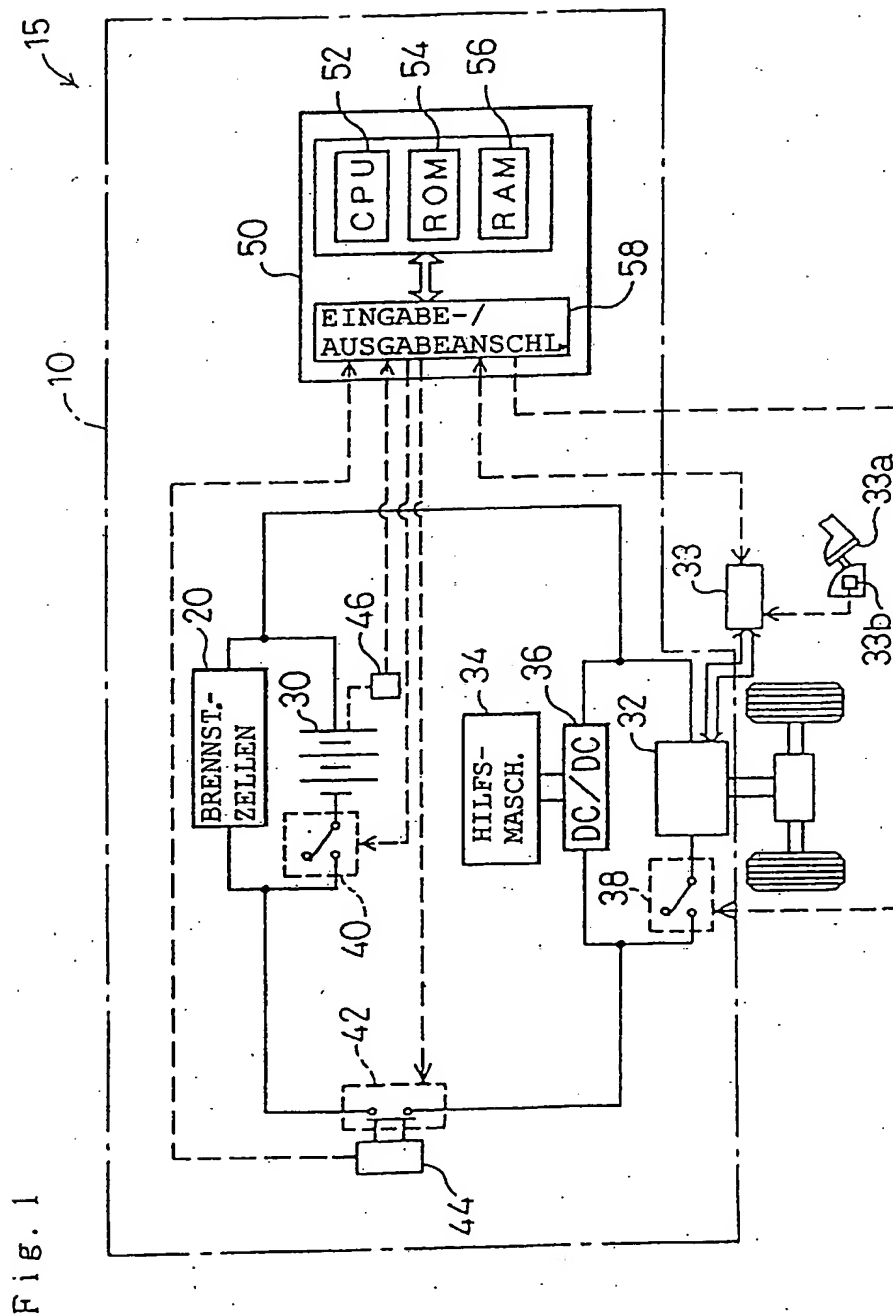 Fig. 1
10
15
50
CPU
52
ROM
54
RAM
56
EINGABE-/
AUSGABEANSCHL.
58
20
BRENNST.-
ZELLEN
30
46
40
42
44
34
HILFS-
MASCH.
36
DC/DC
32
38
33
33a
33b